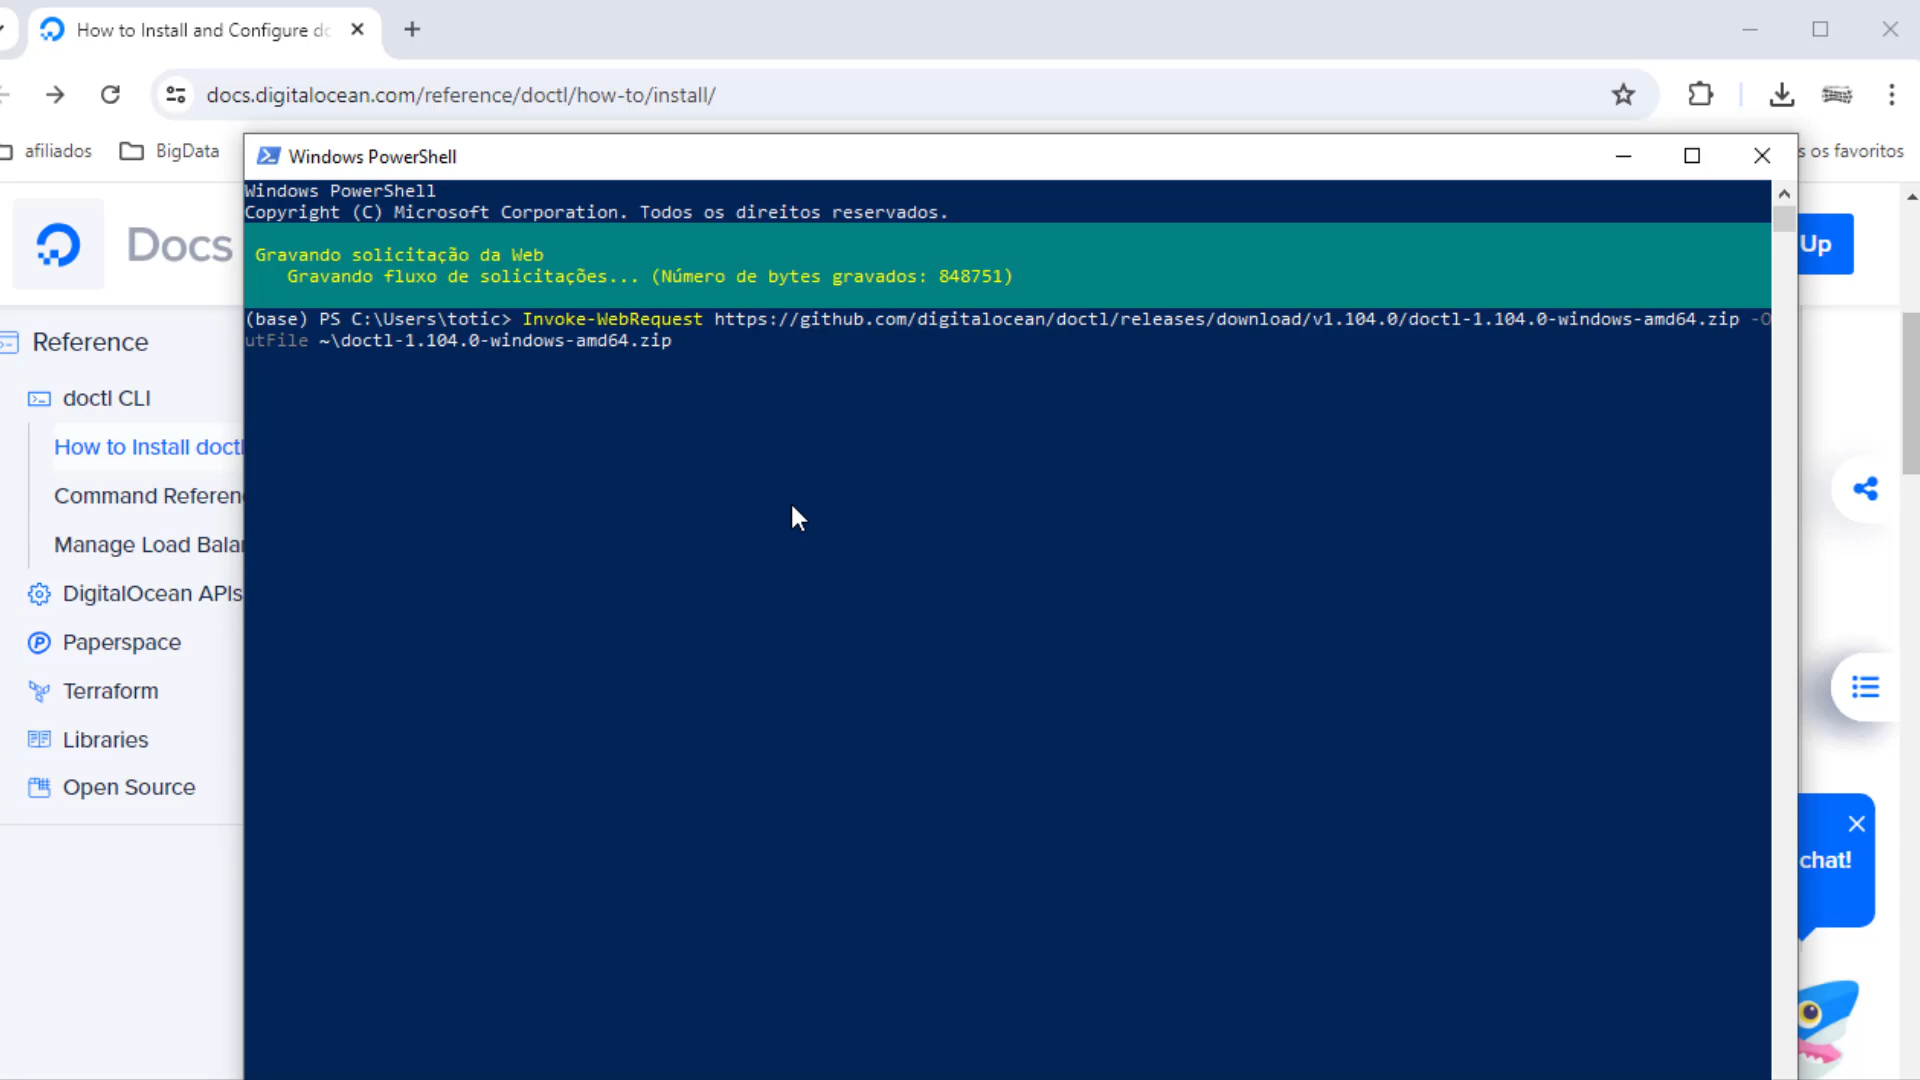 How to Install and Configure do
docs.digitalocean.com/reference/doctl/how-to/install/
afiliados
BigData
s os favoritos
Windows PowerShell
Windows PowerShell
Copyright (C) Microsoft Corporation. Todos os direitos reservados.
Gravando solicitação da Web
Gravando fluxo de solicitações... (Número de bytes gravados: 848751)
(base) PS C:\Users\totic> Invoke-WebRequest https://github.com/digitalocean/doctl/releases/download/v1.104.0/doctl-1.104.0-windows-amd64.zip -O
utFile ~\doctl-1.104.0-windows-amd64.zip
Docs
Up
Reference
doctl CLI
How to Install doctl
Command Referen
Manage Load Bala
DigitalOcean APIs
Paperspace
Terraform
Libraries
Open Source
chat!